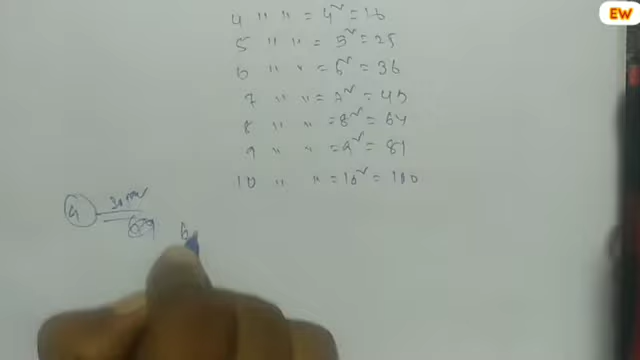 EW
4 " " = 4² = 16
5 " " = 5² = 25
6 " " = 6² = 36
7 " " = 7² = 49
8 " " = 8² = 64
9 " " = 9² = 81
10 " " = 10² = 100